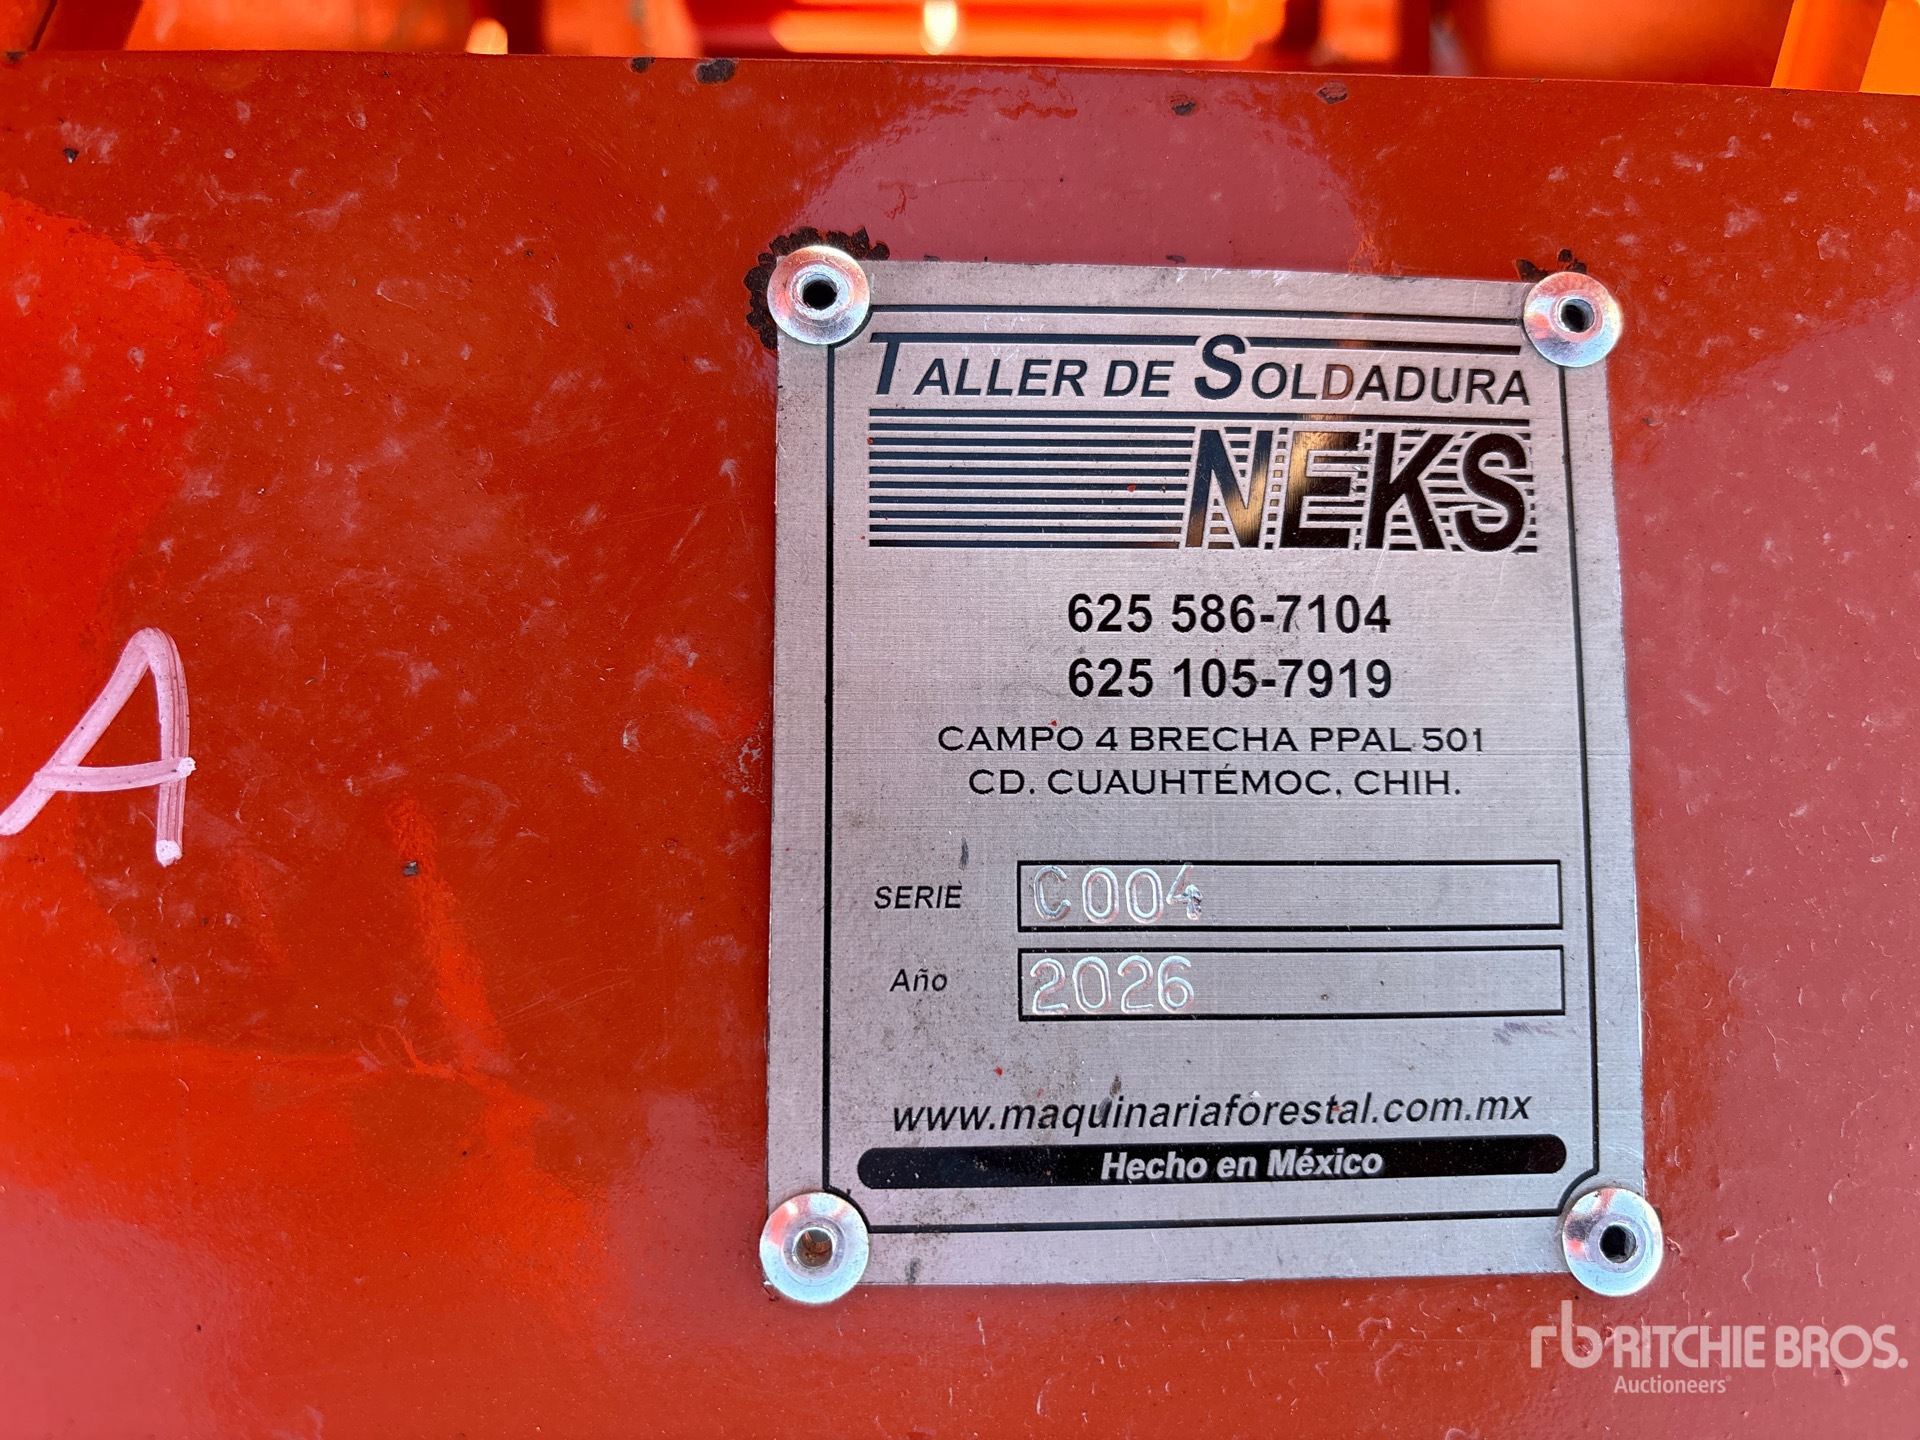 TALLER DE SOLDADURA
NEKS
625 586-7104
625 105-7919
CAMPO 4 BRECHA PPAL 501
CD. CUAUHTÉMOC, CHIH.
SERIE C004
Año 2026
www.maquinariaforestal.com.mx
Hecho en México
A
rb RITCHIE BROS.
Auctioneers